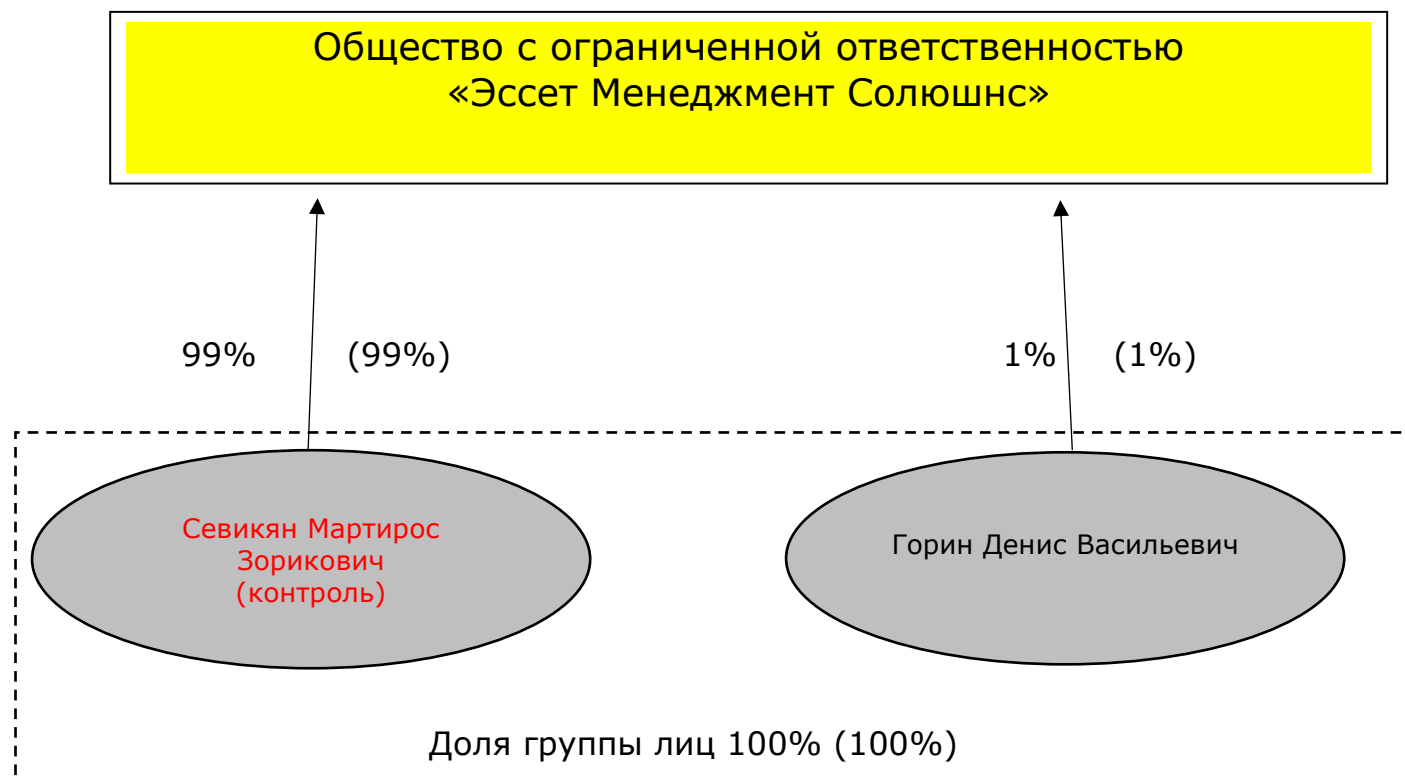 Общество с ограниченной ответственностью
«Эссет Менеджмент Солюшнс»
99% (99%)
1% (1%)
Севикян Мартирос
Зорикович
(контроль)
Горин Денис Васильевич
Доля группы лиц 100% (100%)